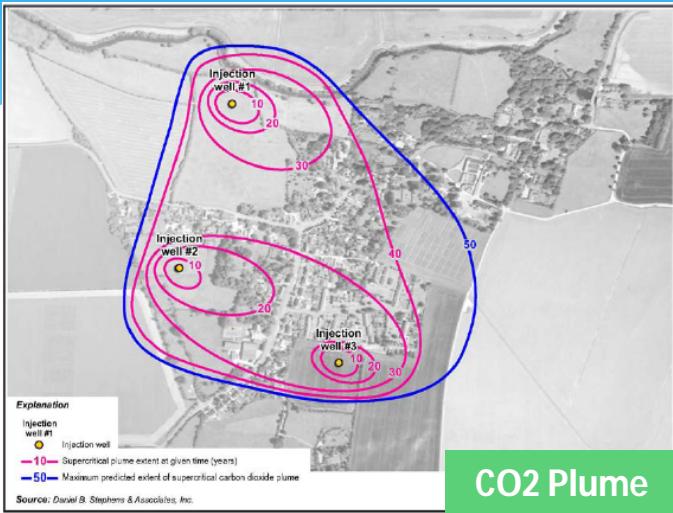 Injection
well #1
10
20
30
40
50
Injection
well #2
10
20
Injection
well #3
10
20
30
Explanation
Injection
well #1
Injection well
10 Supercritical plume extent at given time (years)
50 Maximum predicted extent of supercritical carbon dioxide plume
Source: Daniel B. Stephens & Associates, Inc.
CO2 Plume